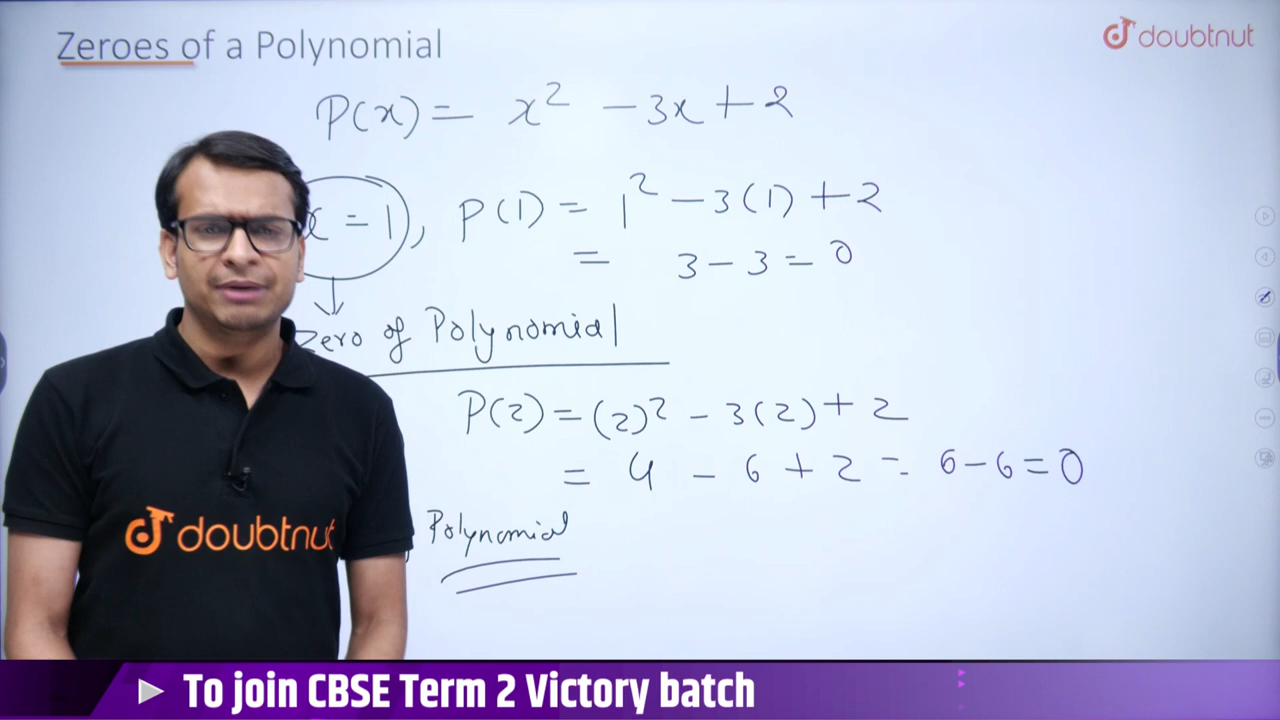 Zeroes of a Polynomial
doubtnut
P(x) = x² - 3x + 2
x = 1, P(1) = 1² - 3(1) + 2
= 3 - 3 = 0
Zero of Polynomial
P(2) = (2)² - 3(2) + 2
= 4 - 6 + 2 = 6 - 6 = 0
Polynomial
doubtnut
To join CBSE Term 2 Victory batch